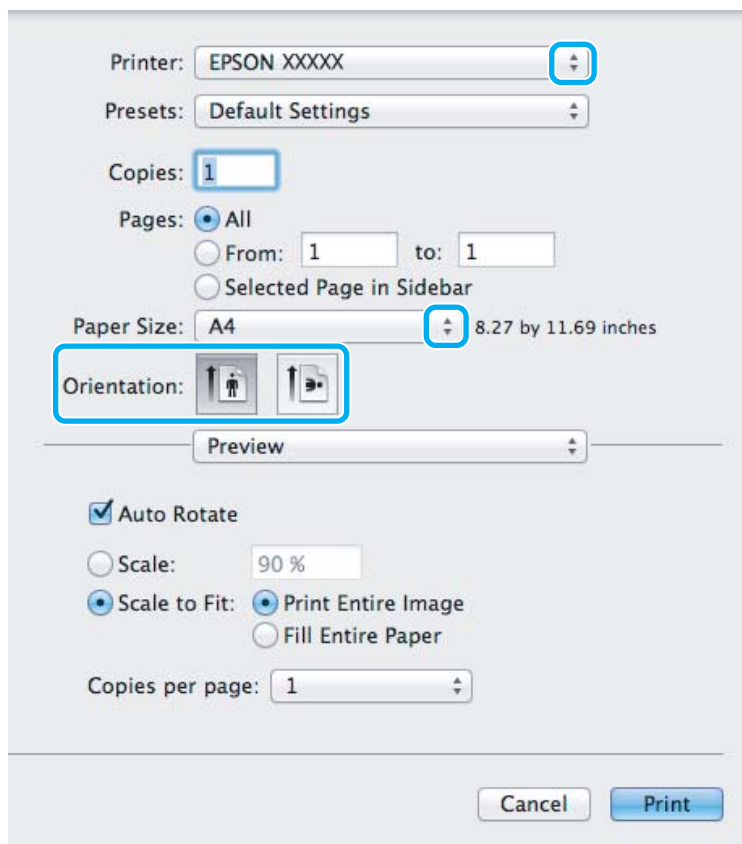 Printer: EPSON XXXXX
Presets: Default Settings
Copies: 1
Pages: All
From: 1 to: 1
Selected Page in Sidebar
Paper Size: A4 8.27 by 11.69 inches
Orientation:
Preview
Auto Rotate
Scale: 90 %
Scale to Fit: Print Entire Image
Fill Entire Paper
Copies per page: 1
Cancel Print